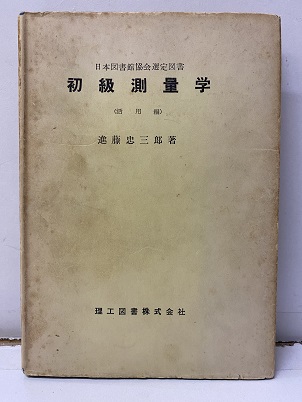 日本図書館協会選定図書
初級測量学
(応用編)
進藤忠三郎著
理工図書株式会社